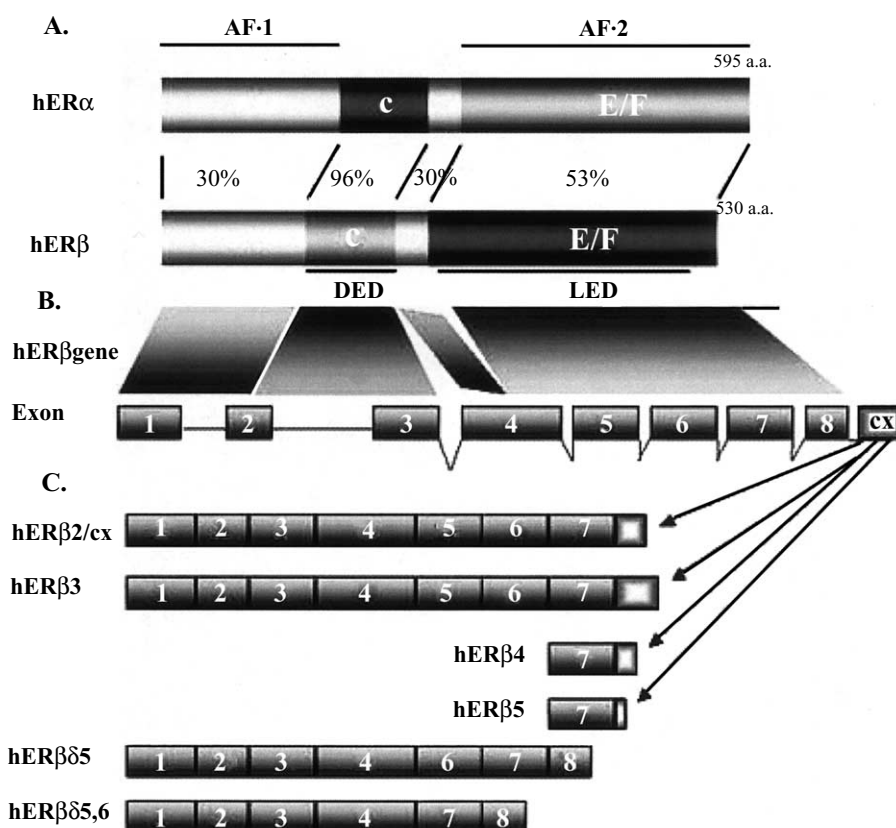 A.
AF·1 AF·2
595 a.a.
hERα c E/F
30% 96% 30% 53%
530 a.a.
hERβ c E/F
DED LED
B.
hERβgene
Exon 1 2 3 4 5 6 7 8 cx
C.
hERβ2/cx 1 2 3 4 5 6 7
hERβ3 1 2 3 4 5 6 7
hERβ4 7
hERβ5 7
hERβδ5 1 2 3 4 6 7 8
hERβδ5,6 1 2 3 4 7 8